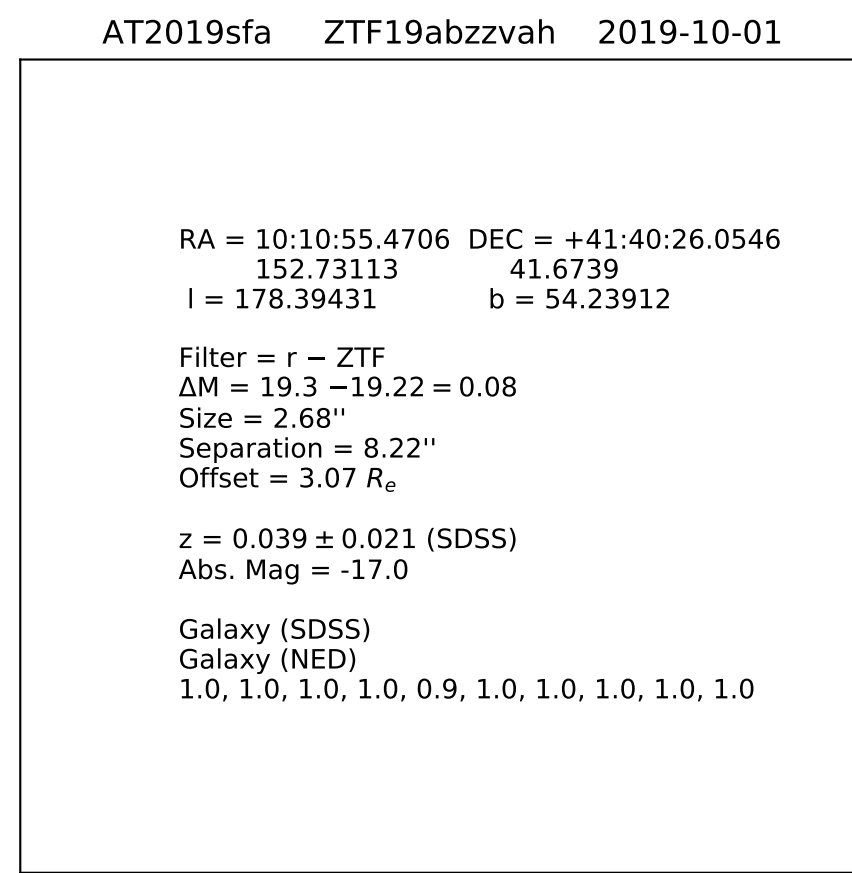 AT2019sfa ZTF19abzzvah 2019-10-01
RA = 10:10:55.4706 DEC = +41:40:26.0546
152.73113 41.6739
l = 178.39431 b = 54.23912
Filter = r − ZTF
ΔM = 19.3 −19.22 = 0.08
Size = 2.68''
Separation = 8.22''
Offset = 3.07 Re
z = 0.039 ± 0.021 (SDSS)
Abs. Mag = -17.0
Galaxy (SDSS)
Galaxy (NED)
1.0, 1.0, 1.0, 1.0, 0.9, 1.0, 1.0, 1.0, 1.0, 1.0